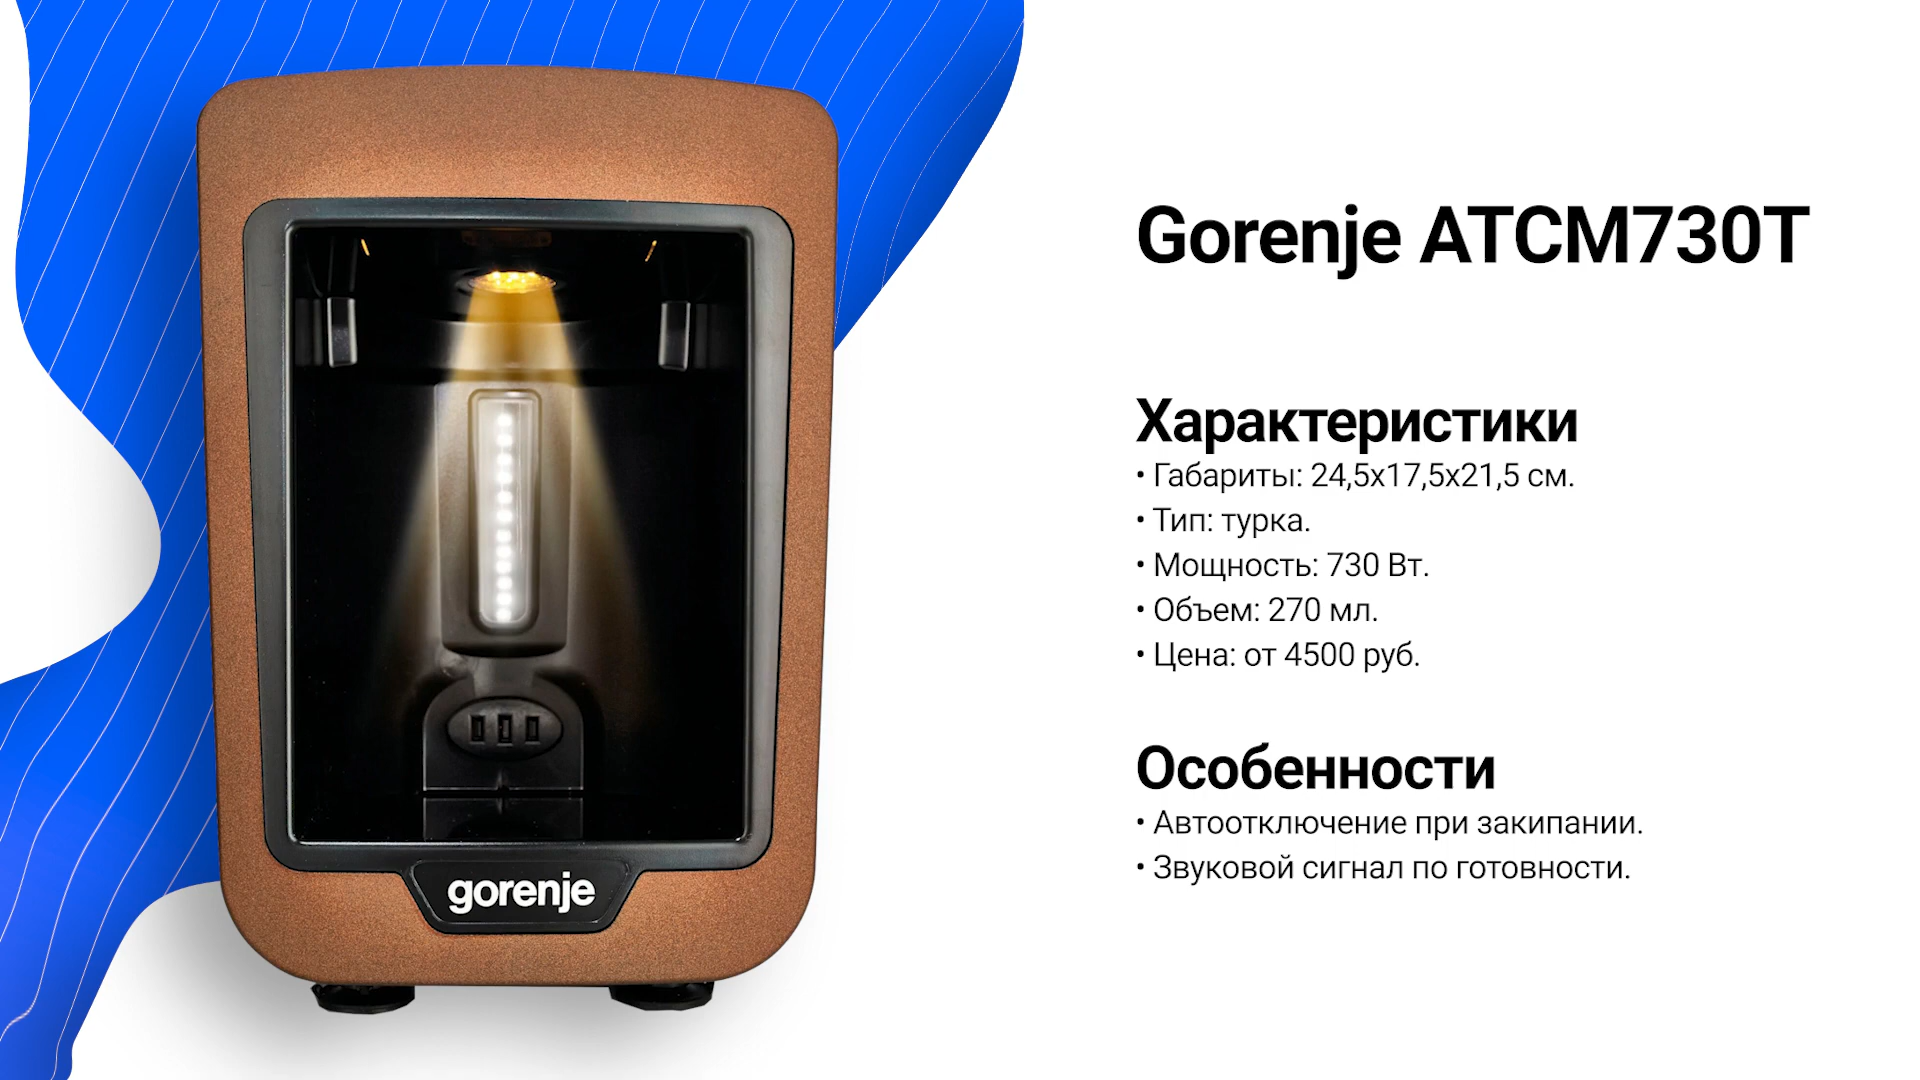 Gorenje ATCM730T
Характеристики
• Габариты: 24,5x17,5x21,5 см.
• Тип: турка.
• Мощность: 730 Вт.
• Объем: 270 мл.
• Цена: от 4500 руб.
Особенности
• Автоотключение при закипании.
• Звуковой сигнал по готовности.
gorenje